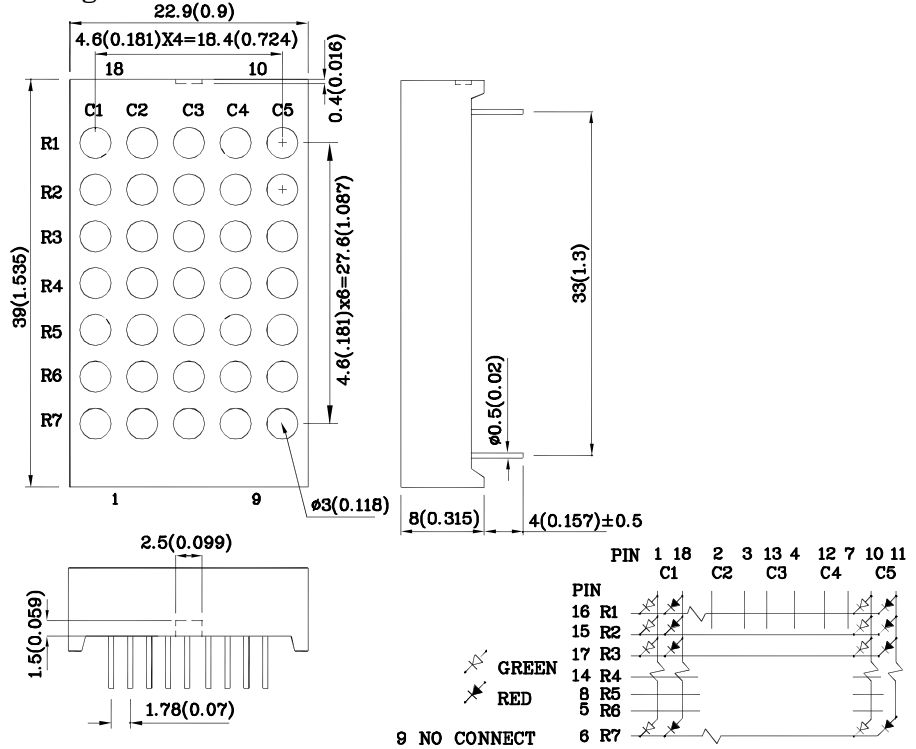 22.9(0.9)
4.6(0.181)X4=18.4(0.724)
18 10
0.4(0.016)
C1 C2 C3 C4 C5
R1
R2
R3
R4
R5
R6
R7
39(1.535)
4.6(.181)x6=27.6(1.087)
33(1.3)
ø0.5(0.02)
1 9
ø3(0.118)
8(0.315)
4(0.157)±0.5
2.5(0.099)
1.5(0.059)
1.78(0.07)
GREEN
RED
9 NO CONNECT
PIN 1 18 2 3 13 4 12 7 10 11
C1 C2 C3 C4 C5
PIN
16 R1
15 R2
17 R3
14 R4
8 R5
5 R6
6 R7